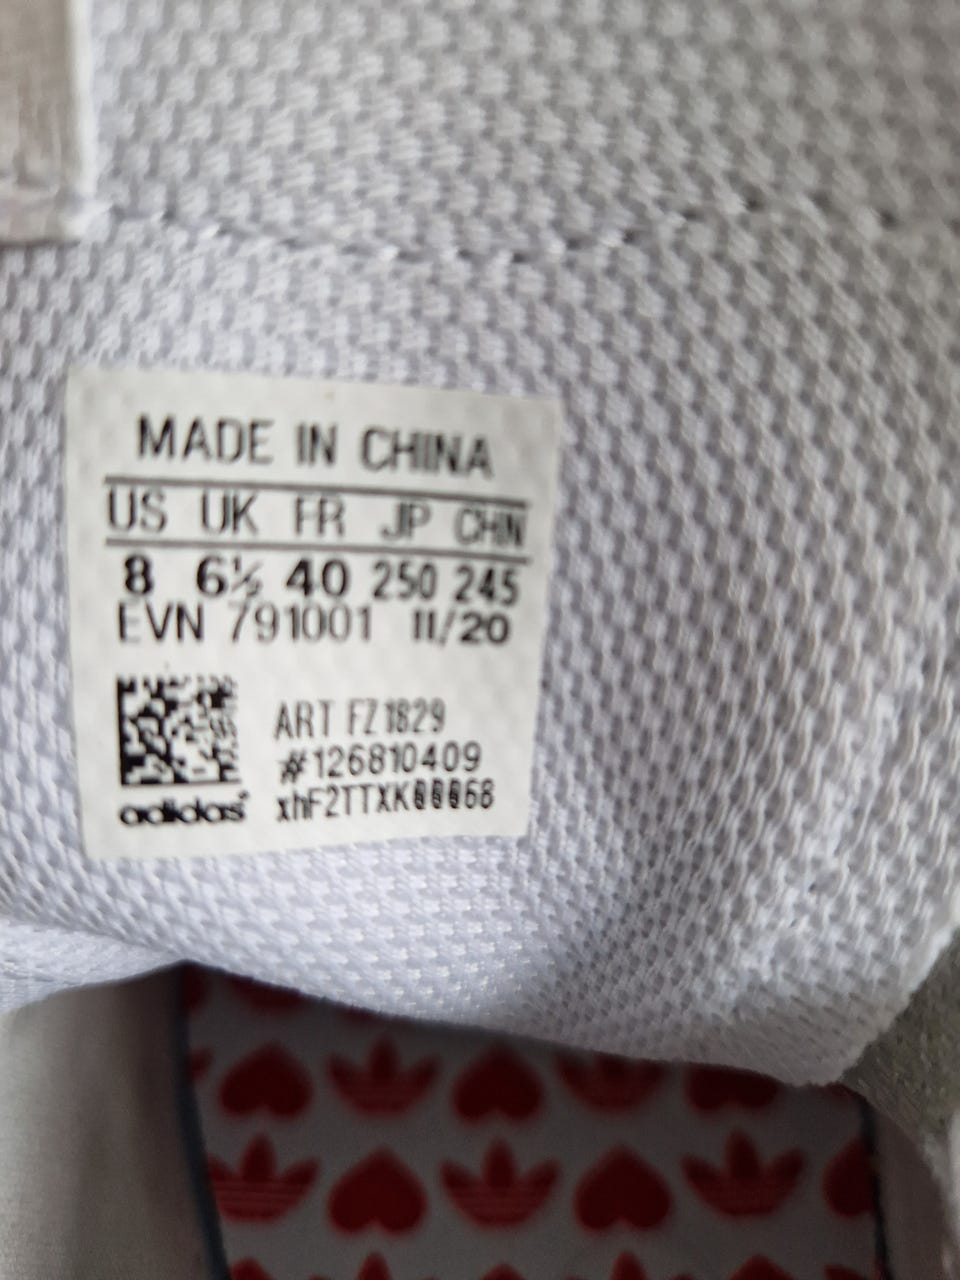 MADE IN CHINA
US UK FR JP CHN
8 6½ 40 250 245
EVN 791001 11/20
ART FZ1829
#126810409
xhF2TTXK00068
adidas